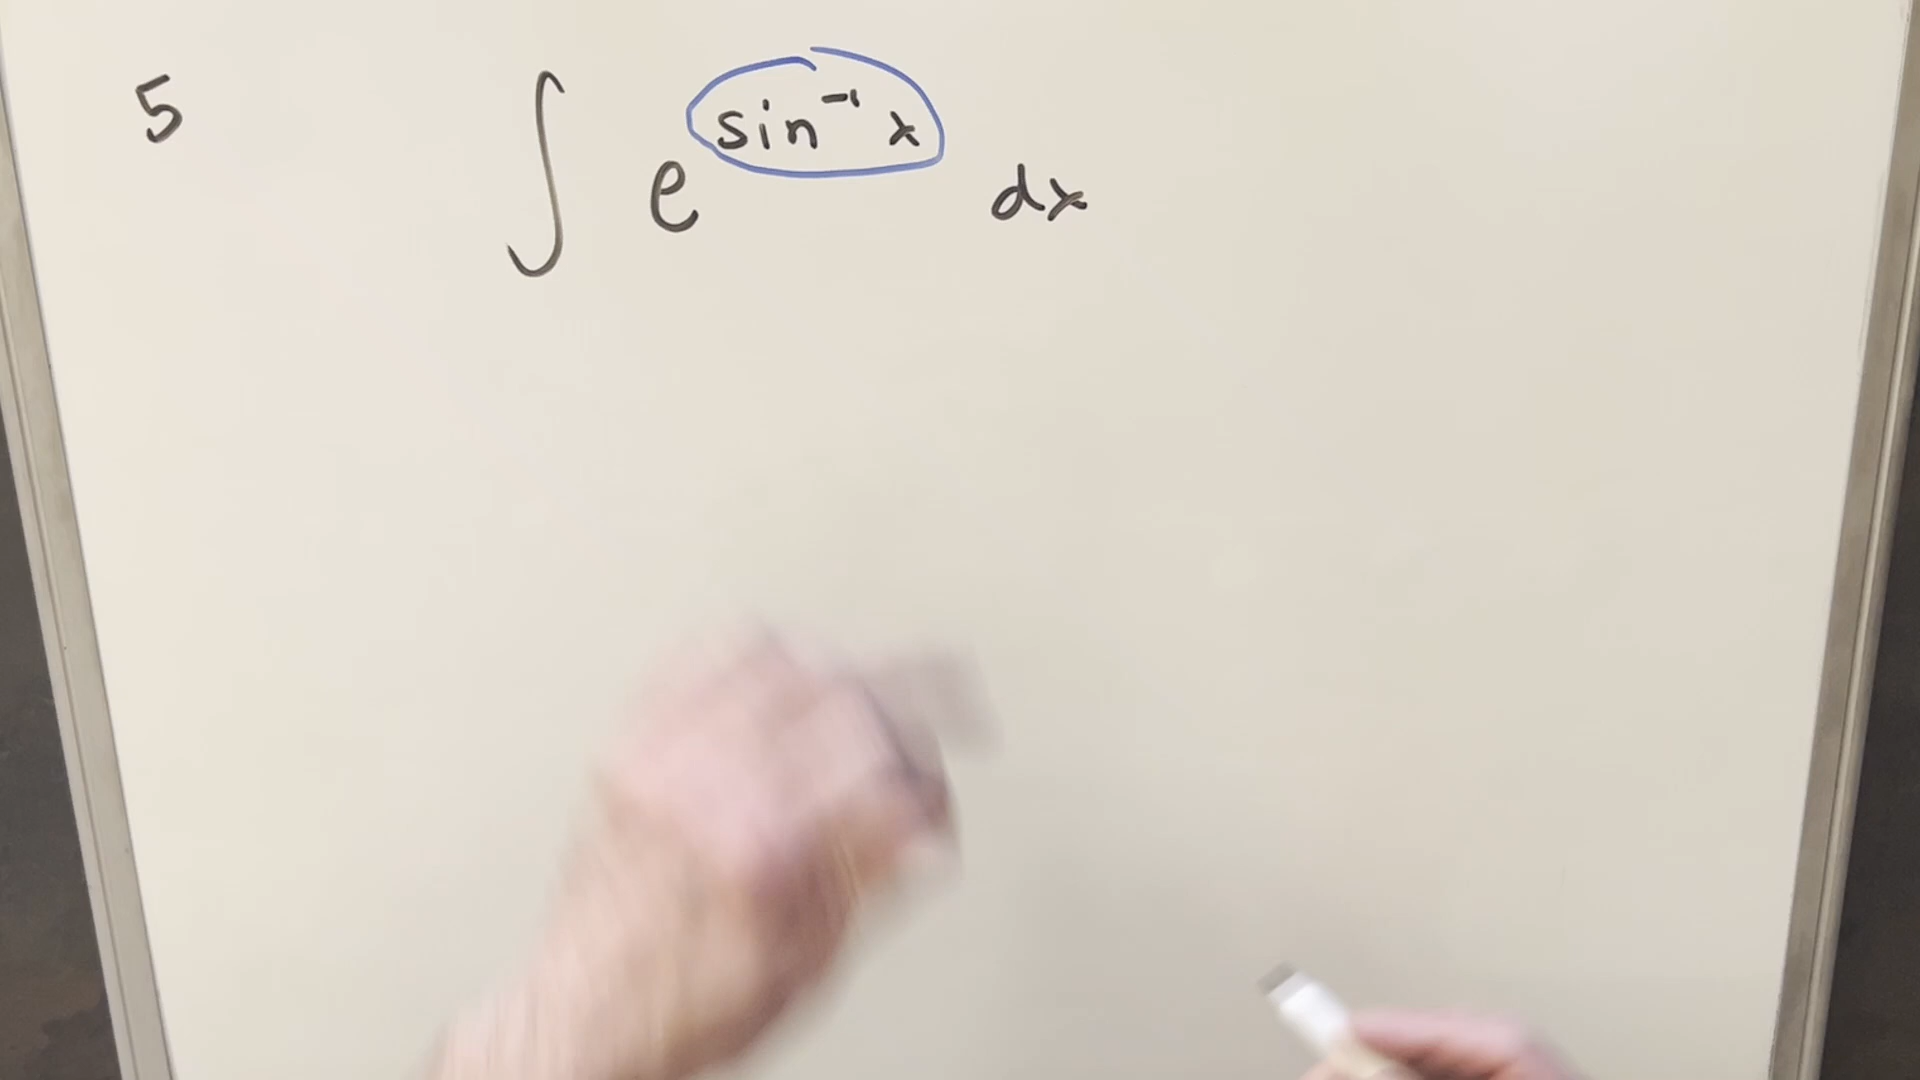 5 ∫ e^{sin⁻¹ x} dx